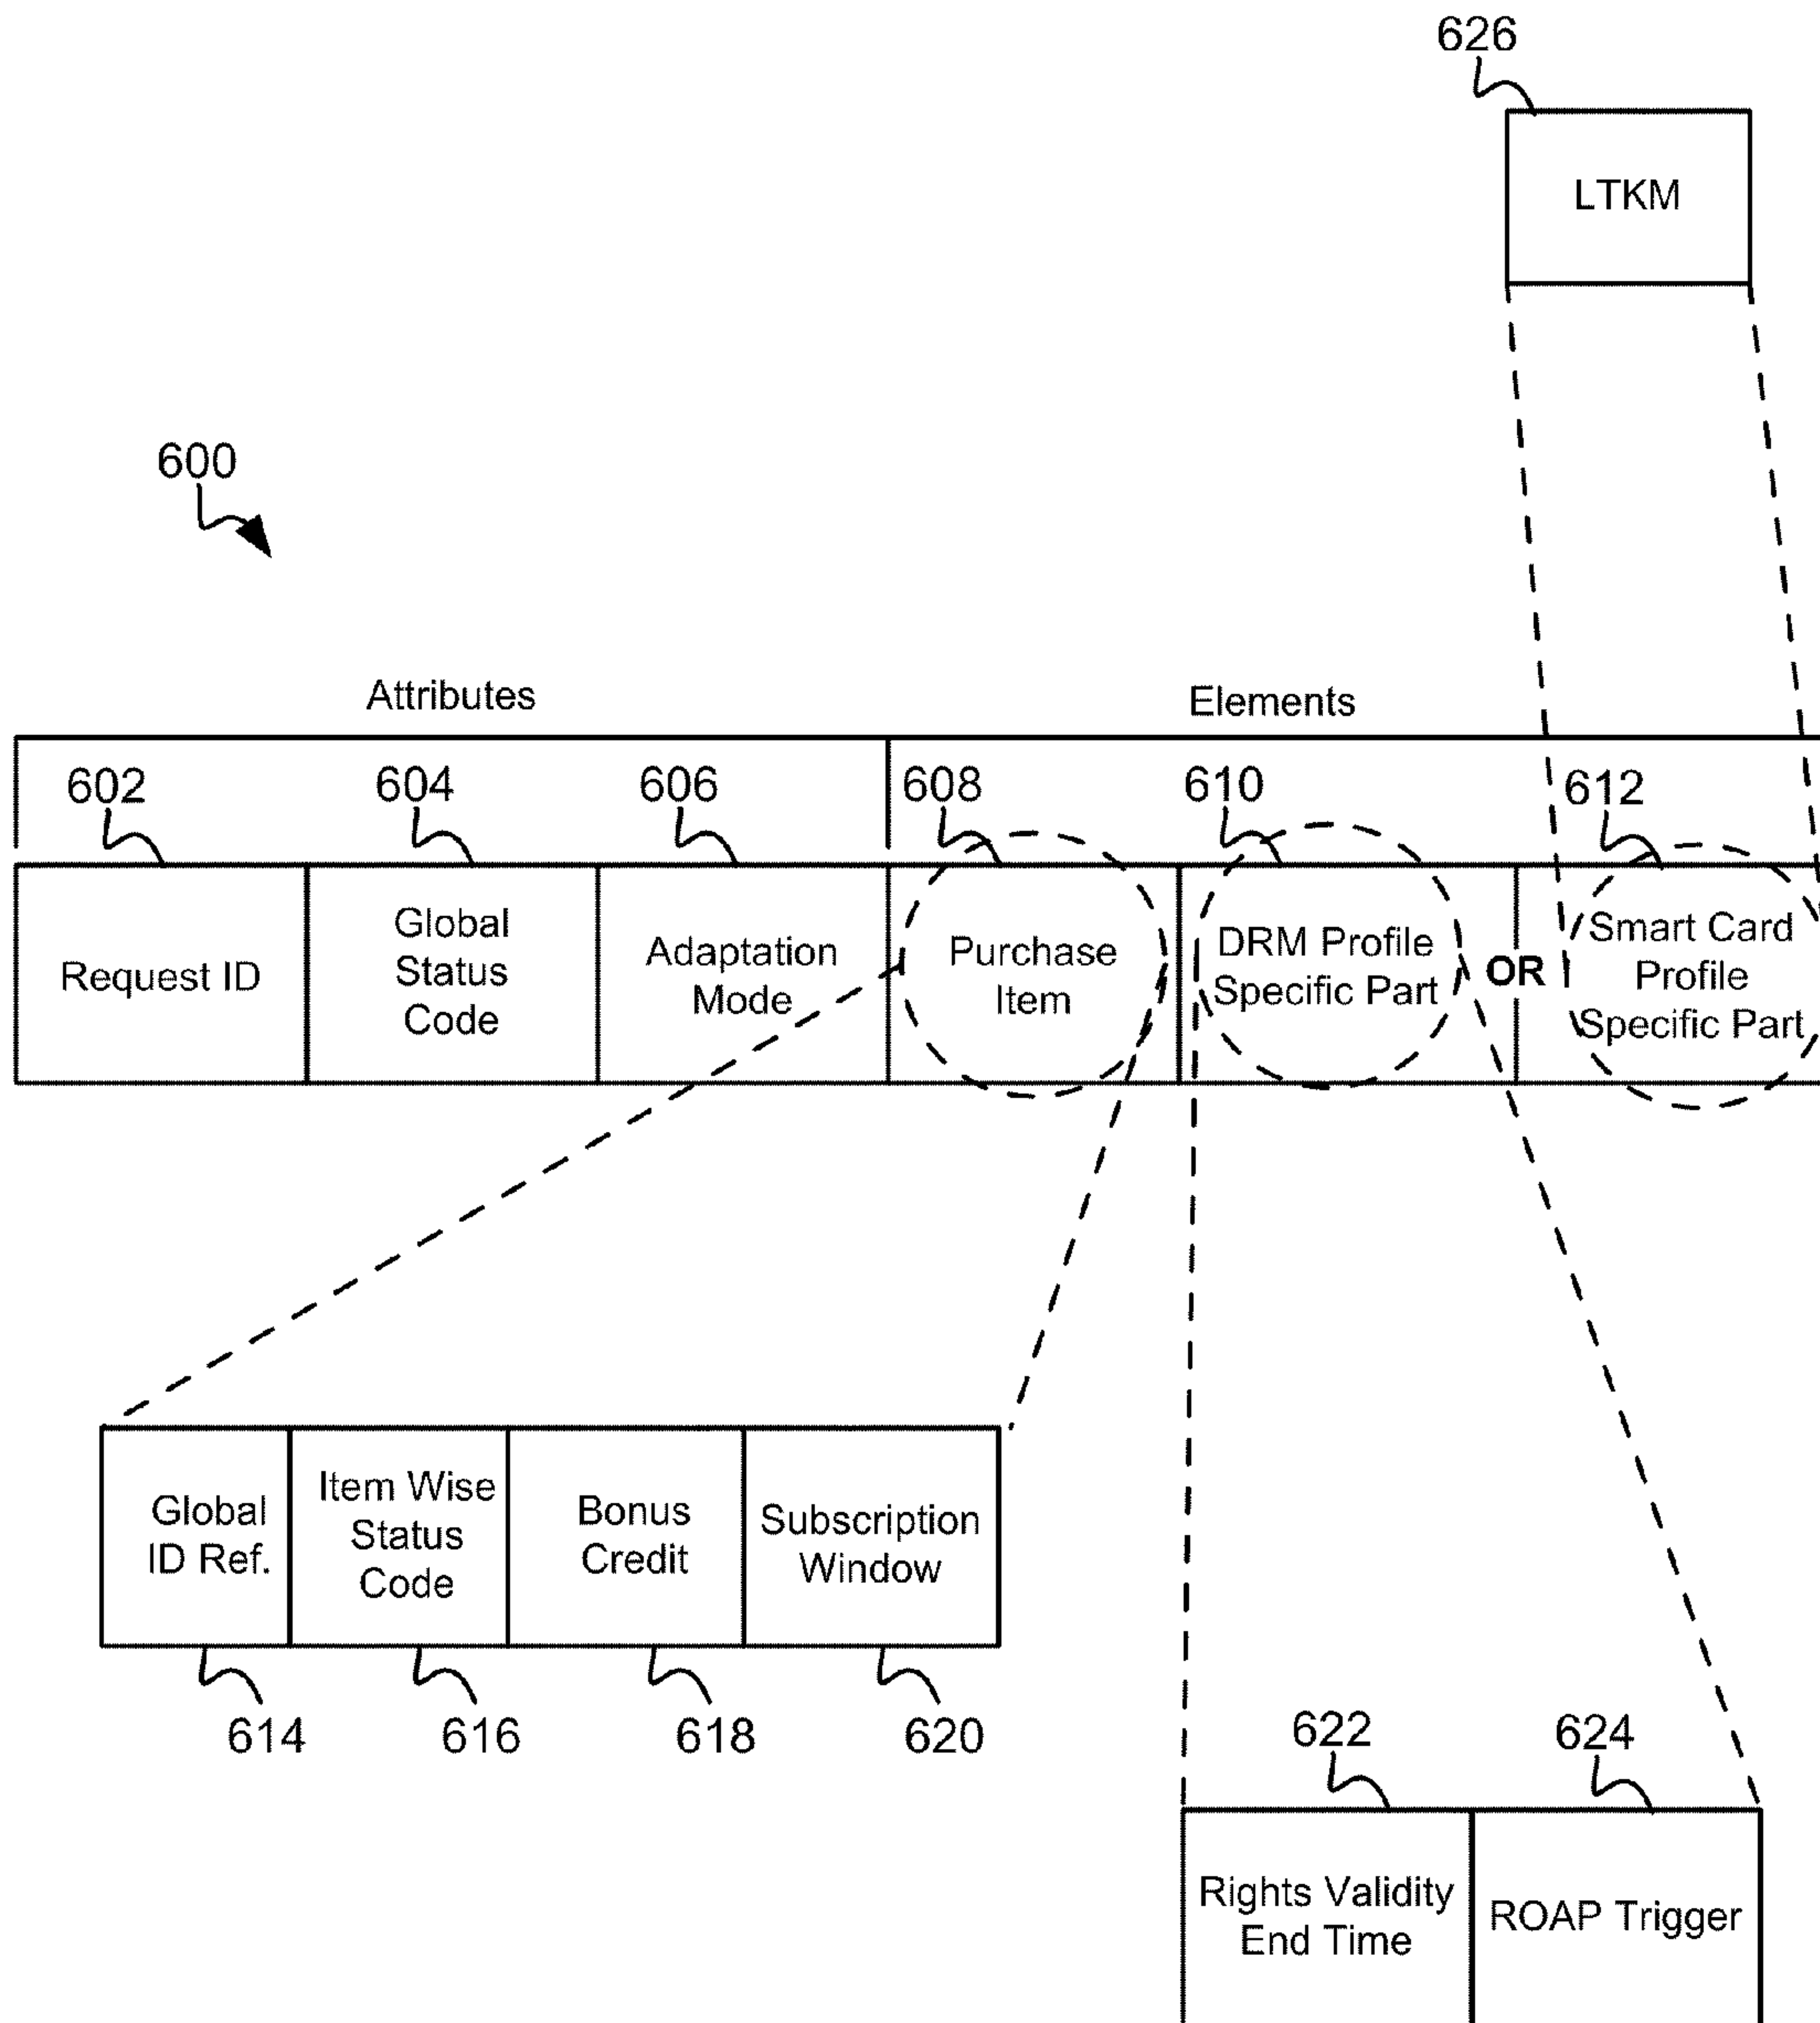 626
LTKM
600
Attributes
Elements
602
604
606
608
610
612
Request ID
Global
Status
Code
Adaptation
Mode
Purchase
Item
DRM Profile
Specific Part
OR
Smart Card
Profile
Specific Part
Global
ID Ref.
Item Wise
Status
Code
Bonus
Credit
Subscription
Window
614
616
618
620
622
624
Rights Validity
End Time
ROAP Trigger